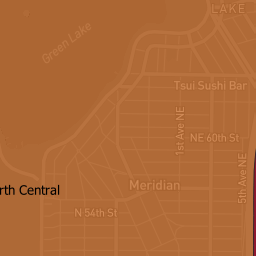 LAKE
Green Lake
Tsui Sushi Bar
1st Ave NE
NE 60th St
5th Ave NE
rth Central
Meridian
N 54th St